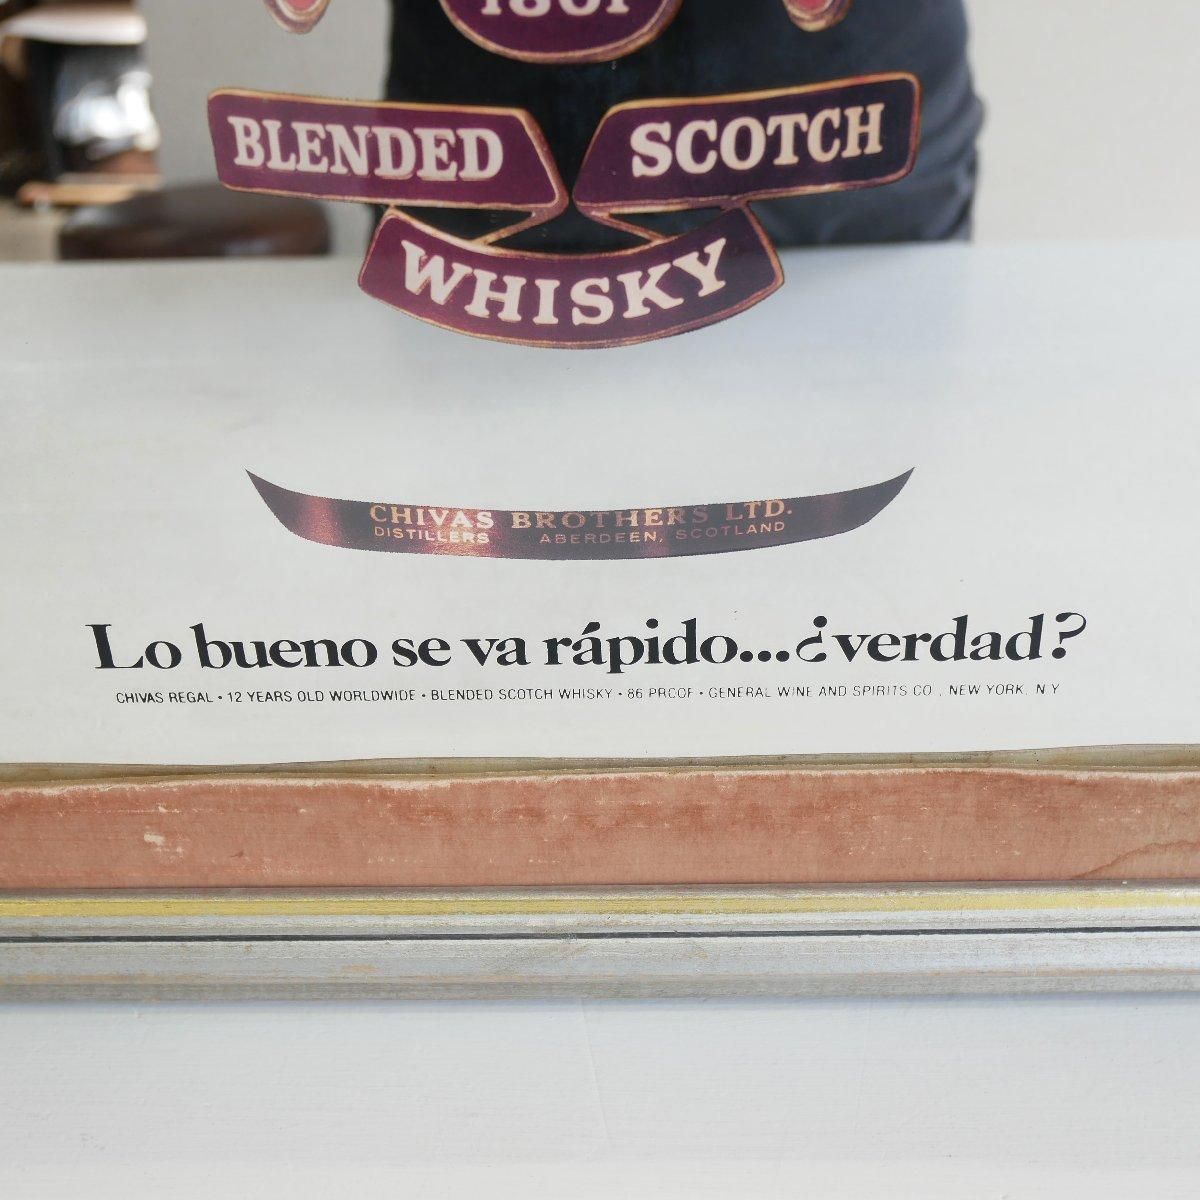 1801
BLENDED SCOTCH
WHISKY
CHIVAS BROTHERS LTD.
DISTILLERS ABERDEEN, SCOTLAND
Lo bueno se va rápido...¿verdad?
CHIVAS REGAL • 12 YEARS OLD WORLDWIDE • BLENDED SCOTCH WHISKY • 86 PROOF • GENERAL WINE AND SPIRITS CO., NEW YORK, N.Y.